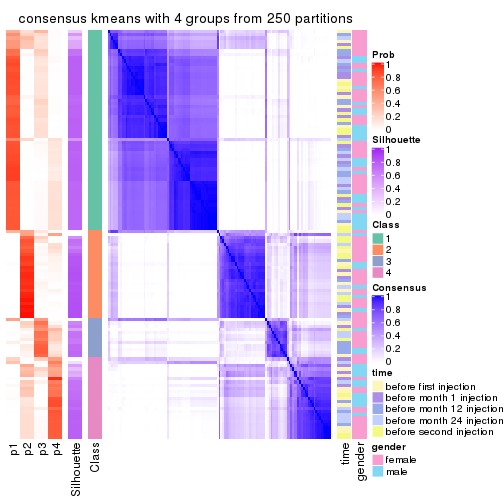 consensus kmeans with 4 groups from 250 partitions
Prob
1
0.8
0.6
0.4
0.2
0
Silhouette
1
0.8
0.6
0.4
0.2
0
Class
1
2
3
4
Consensus
1
0.8
0.6
0.4
0.2
0
time
before first injection
before month 1 injection
before month 12 injection
before month 24 injection
before second injection
gender
female
male
p1
p2
p3
p4
Silhouette
Class
time
gender